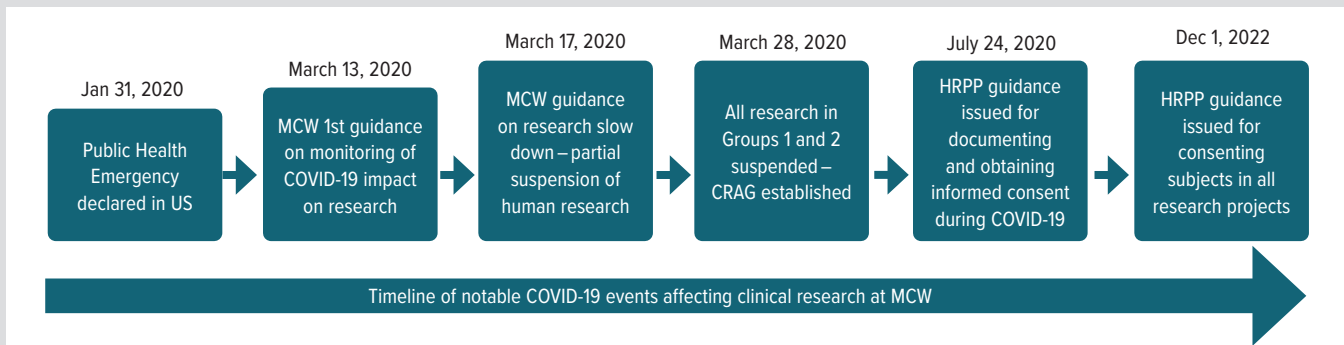 Jan 31, 2020
Public Health
Emergency
declared in US
March 13, 2020
MCW 1st guidance
on monitoring of
COVID-19 impact
on research
March 17, 2020
MCW guidance
on research slow
down – partial
suspension of
human research
March 28, 2020
All research in
Groups 1 and 2
suspended –
CRAG established
July 24, 2020
HRPP guidance
issued for
documenting
and obtaining
informed consent
during COVID-19
Dec 1, 2022
HRPP guidance
issued for
consenting
subjects in all
research projects
Timeline of notable COVID-19 events affecting clinical research at MCW